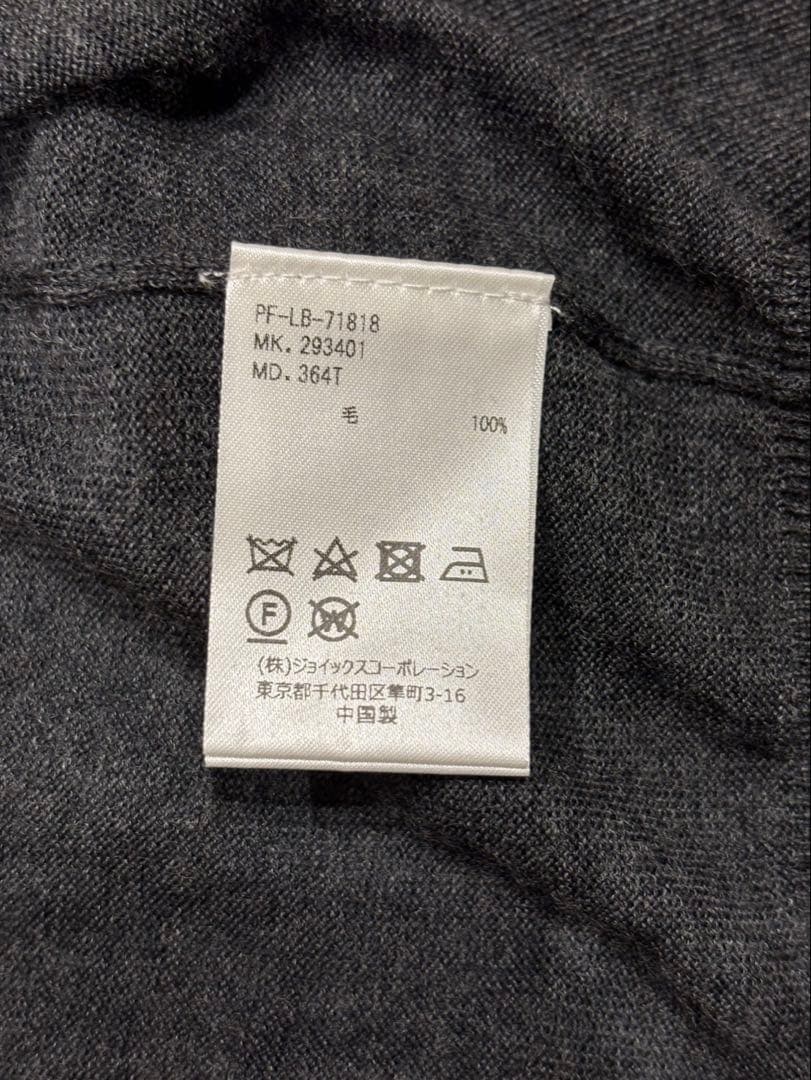 PF-LB-71818
MK. 293401
MD. 364T
毛 100%
F
W
(株)ジョイックスコーポレーション
東京都千代田区隼町3-16
中国製